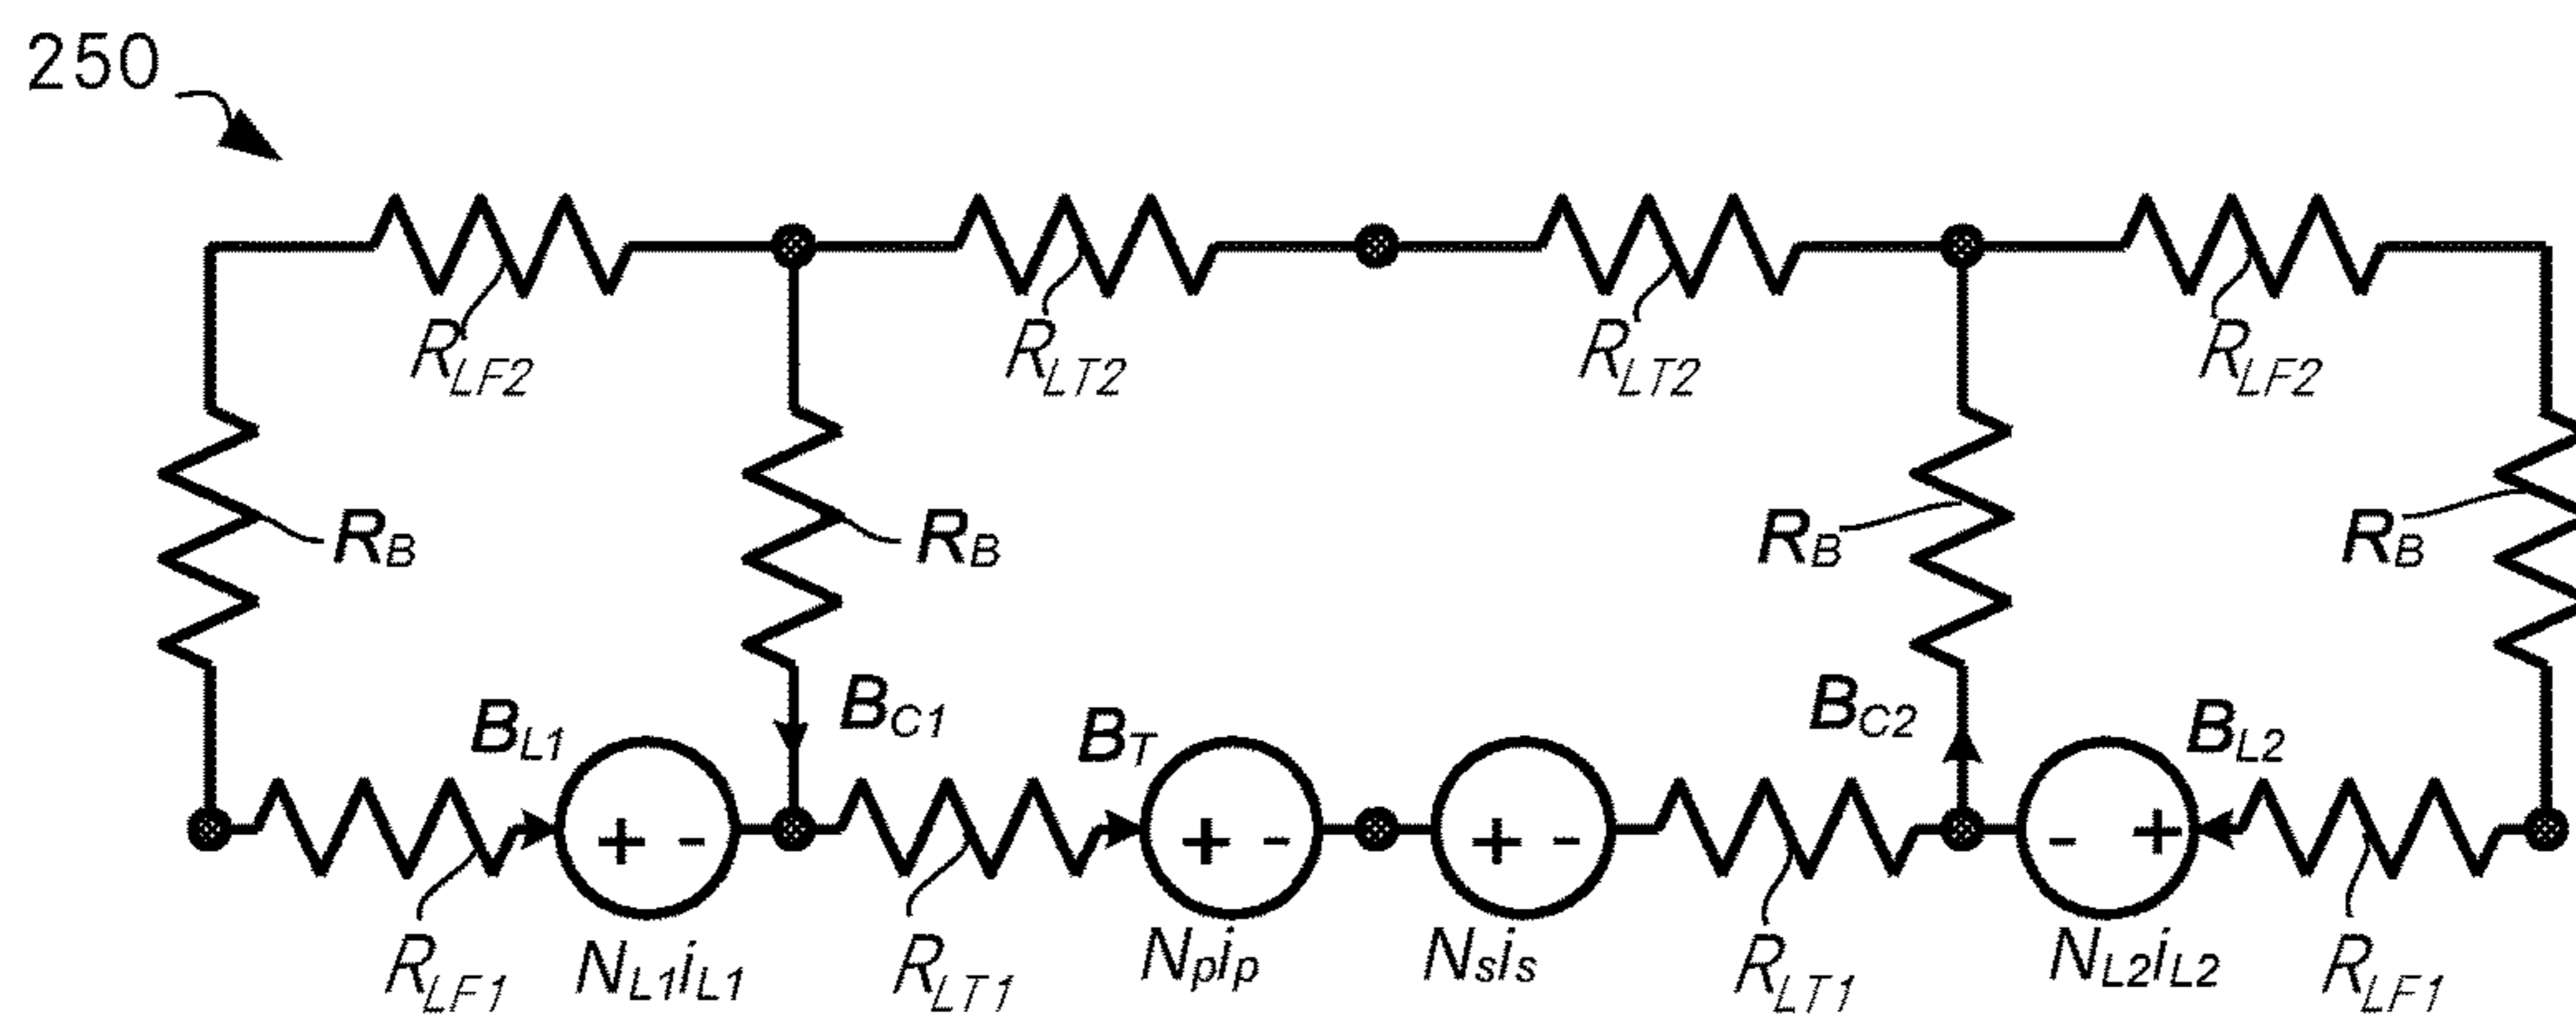 250
RLF2 RLT2 RLT2 RLF2
RB RB RB RB
BL1 BC1 BT BC2 BL2
+ - + - + - - +
RLF1 NL1iL1 RLT1 Npip Nsis RLT1 NL2iL2 RLF1